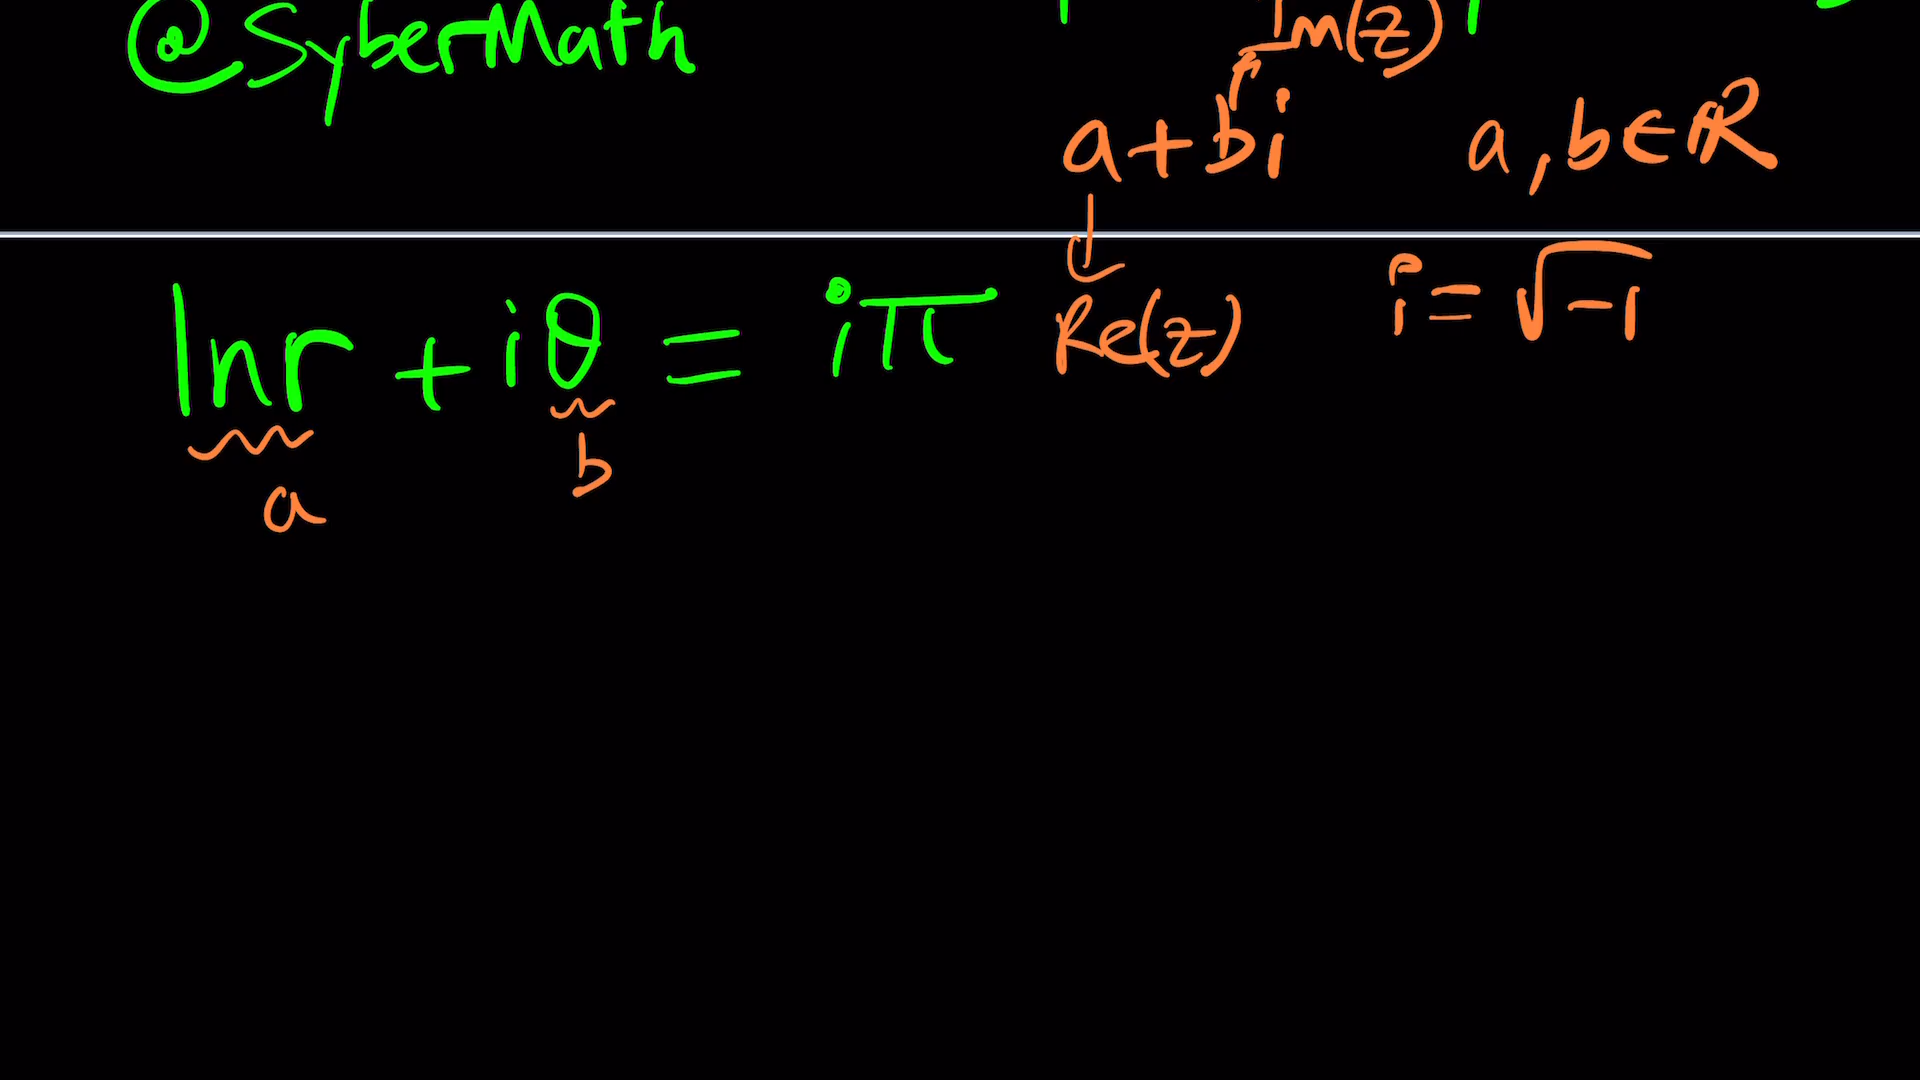 @SyberMath
Im(z)
a + bi a, b ∈ ℝ
ln r + iθ = iπ
Re(z)
i = √-1
a
b